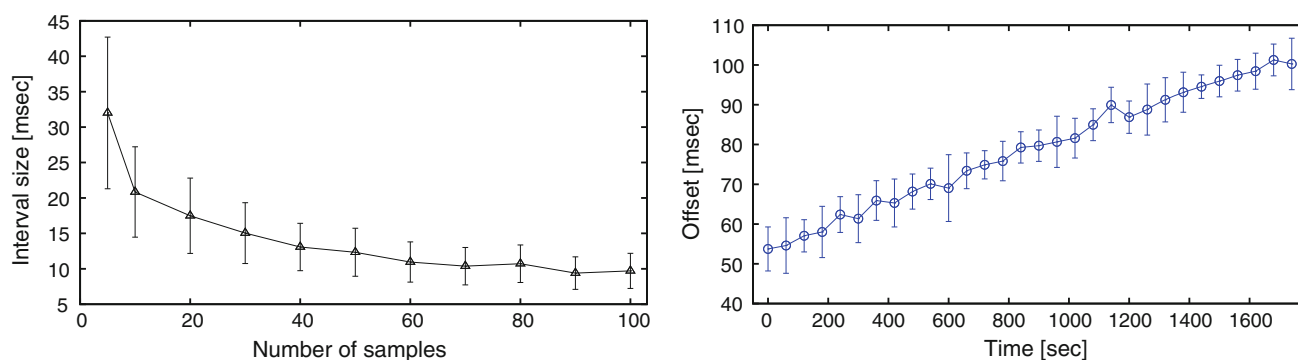 45
40
35
30
25
20
15
10
5
Interval size [msec]
0 20 40 60 80 100
Number of samples
110
100
90
80
70
60
50
40
Offset [msec]
0 200 400 600 800 1000 1200 1400 1600
Time [sec]